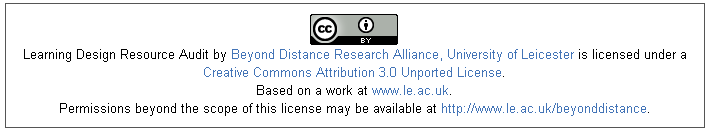 cc
BY
Learning Design Resource Audit by Beyond Distance Research Alliance, University of Leicester is licensed under a
Creative Commons Attribution 3.0 Unported License.
Based on a work at www.le.ac.uk.
Permissions beyond the scope of this license may be available at http://www.le.ac.uk/beyonddistance.